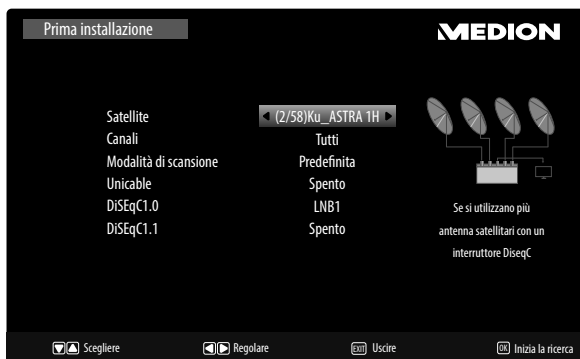 Prima installazione
MEDION
Satellite (2/58)Ku_ASTRA 1H
Canali Tutti
Modalità di scansione Predefinita
Unicable Spento
DiSEqC1.0 LNB1
DiSEqC1.1 Spento
Se si utilizzano più
antenna satellitari con un
interruttore DiseqC
Scegliere Regolare EXIT Uscire OK Inizia la ricerca